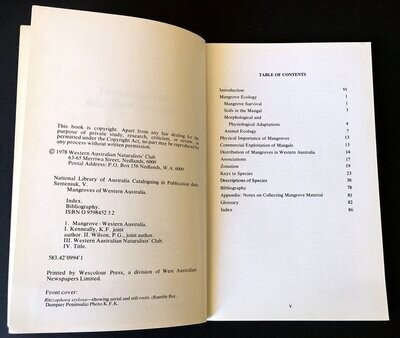 This book is copyright. Apart from any fair dealing for the
purpose of private study, research, criticism, or review, as
permitted under the Copyright Act, no part may be reproduced by
any process without written permission.
© 1978 Western Australian Naturalists' Club
63-65 Merriwa Street, Nedlands, 6009
Postal Address: P.O. Box 156, Nedlands, W.A. 6009
National Library of Australia Cataloguing in Publication data
Semeniuk, V.
Mangroves of Western Australia.
Index.
Bibliography.
ISBN O 9598452 3 2
1. Mangrove - Western Australia.
I. Kenneally, K.F. joint
author. II. Wilson, P.G., joint author
III. Western Australian Naturalists' Club.
IV. Title.
583.42'0994'1
Printed by Wescolour Press, a division of West Australian
Newspapers Limited.
Front cover:
Rhizophora stylosa—showing aerial and stilt roots.
Dampier Peninsula) Photo K.F.K.
TABLE OF CONTENTS
Introduction vi
Mangrove Ecology 1
Mangrove Survival 1
Soils in the Mangal 3
Morphological and
Physiological Adaptations 4
Animal Ecology 7
Physical Importance of Mangroves 13
Commercial Exploitation of Mangals 14
Distribution of Mangroves in Western Australia 14
Associations 17
Zonation 19
Keys to Species 23
Descriptions of Species 30
Bibliography 78
Appendix: Notes on Collecting Mangrove Material 81
Glossary 82
Index 86
v